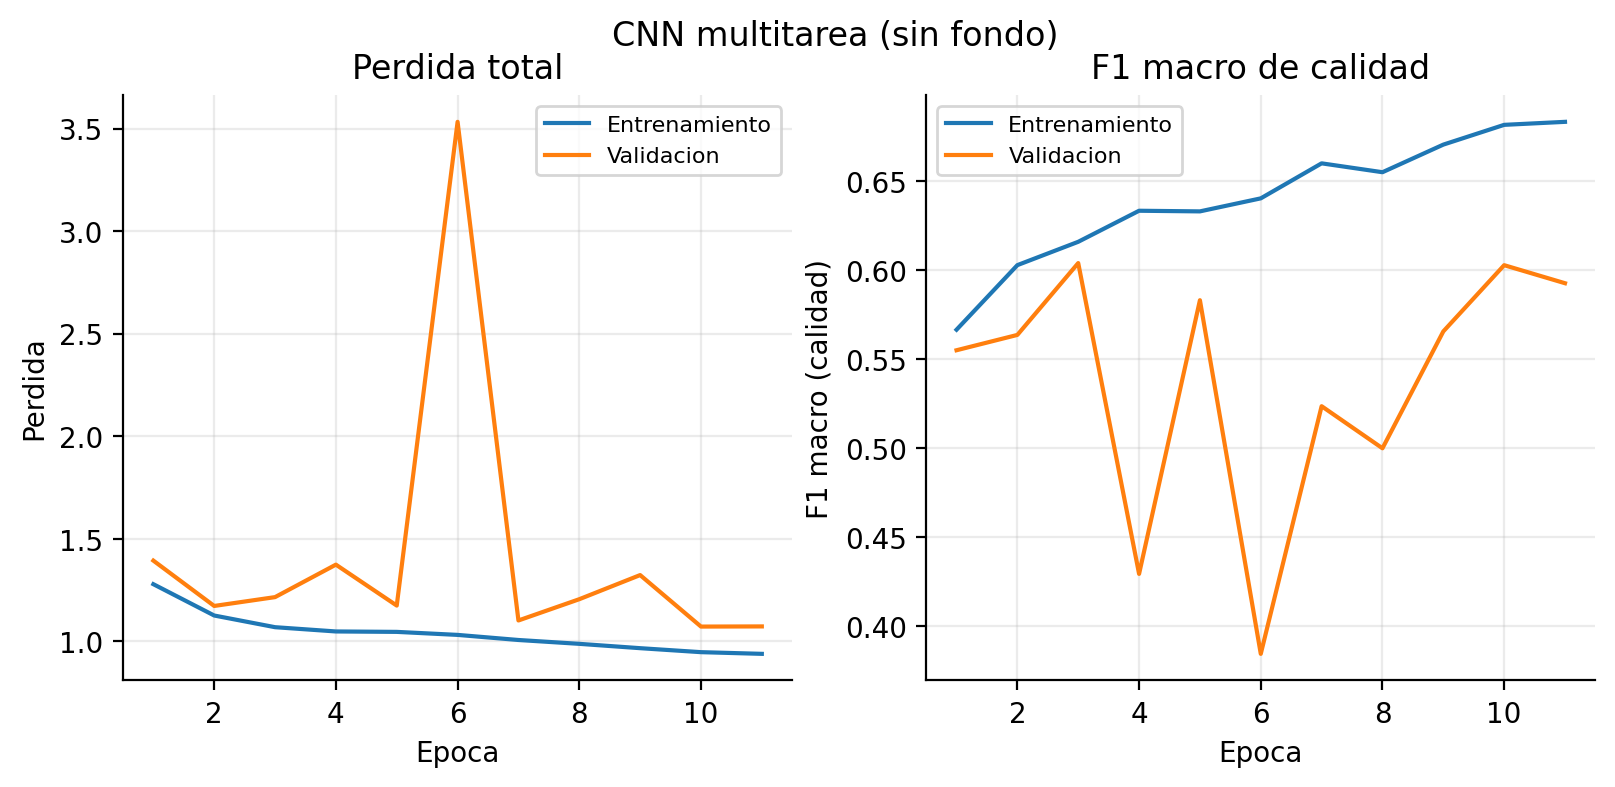 CNN multitarea (sin fondo)
Perdida total
Entrenamiento
Validacion
3.5
3.0
2.5
2.0
1.5
1.0
Perdida
2 4 6 8 10
Epoca
F1 macro de calidad
Entrenamiento
Validacion
0.65
0.60
0.55
0.50
0.45
0.40
F1 macro (calidad)
2 4 6 8 10
Epoca